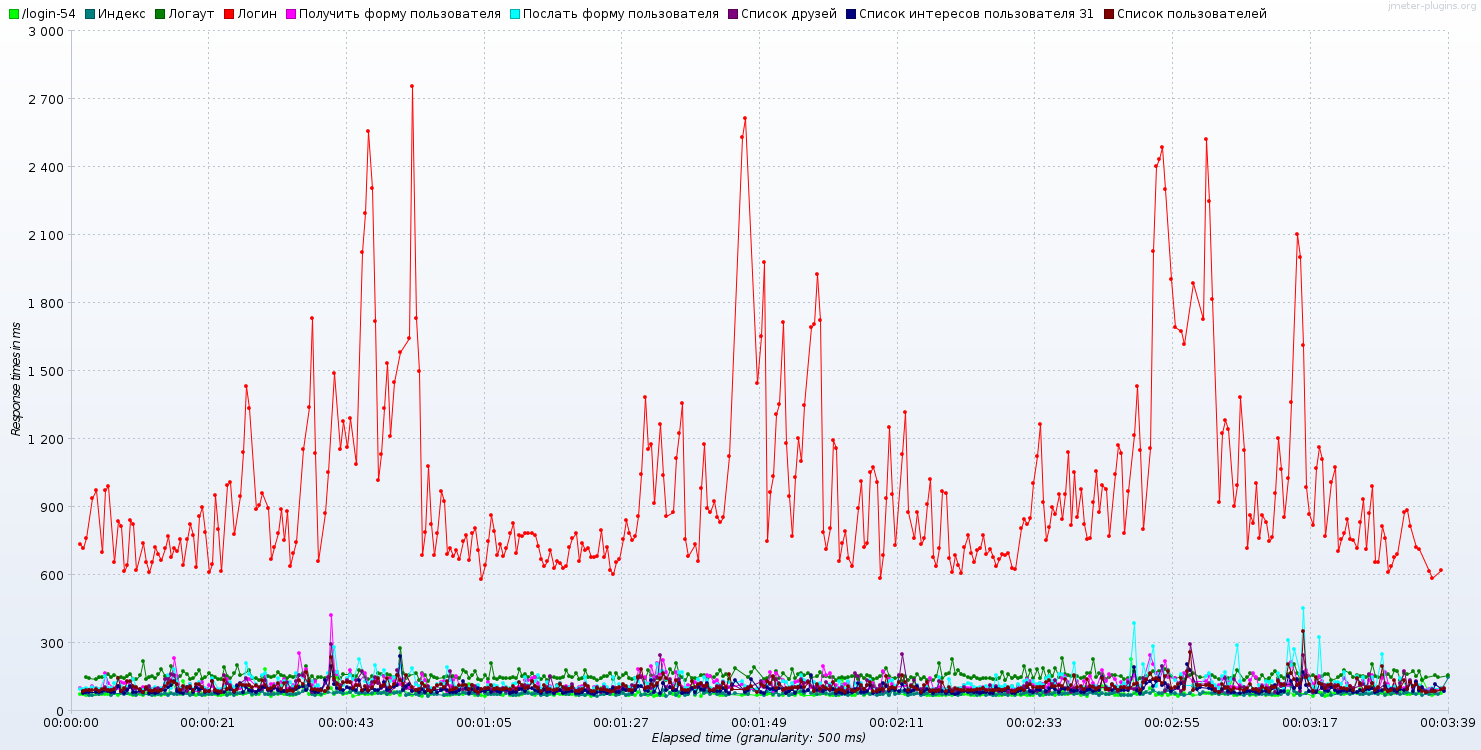 /login-54 Индекс Логаут Логин Получить форму пользователя Послать форму пользователя Список друзей Список интересов пользователя 31 Список пользователей
jmeter-plugins.org
3 000
2 700
2 400
2 100
1 800
1 500
1 200
900
600
300
0
Response times in ms
00:00:00 00:00:21 00:00:43 00:01:05 00:01:27 00:01:49 00:02:11 00:02:33 00:02:55 00:03:17 00:03:39
Elapsed time (granularity: 500 ms)